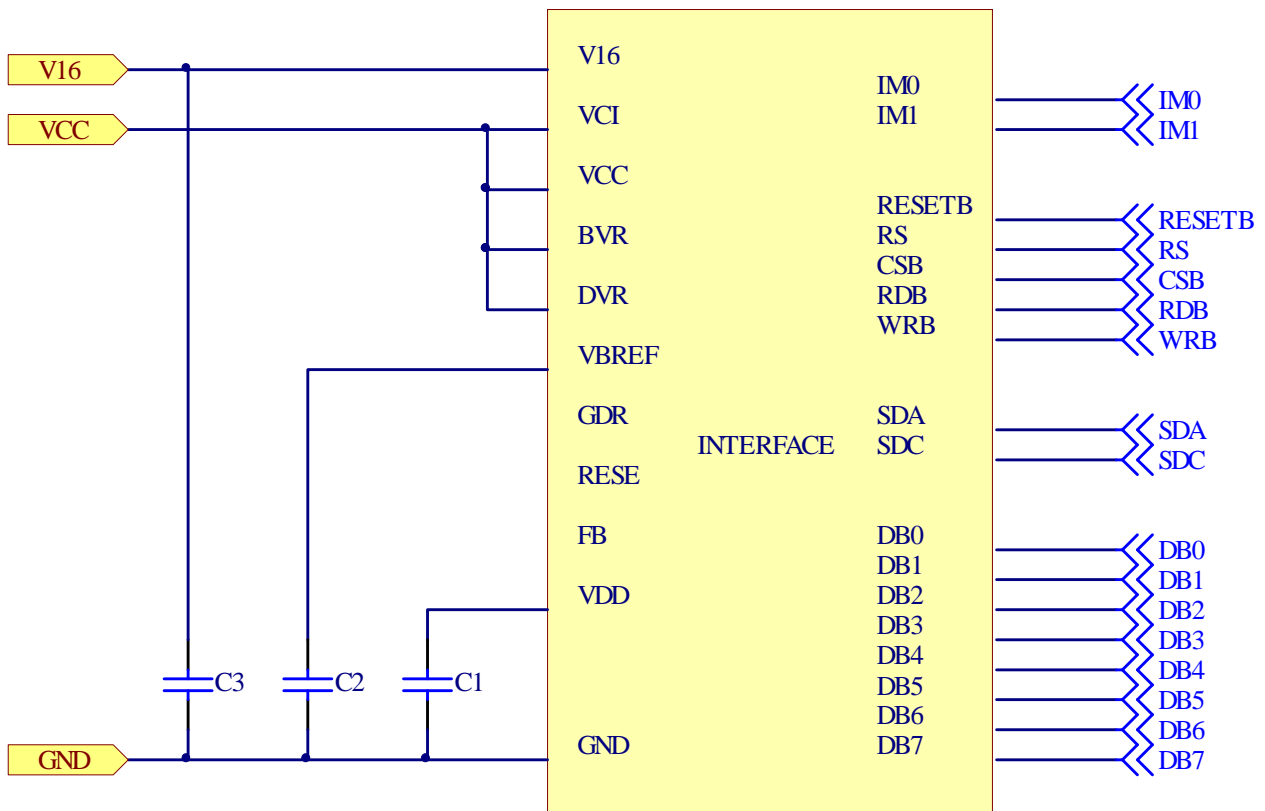 V16
VCC
GND
C3
C2
C1
V16
VCI
VCC
BVR
DVR
VBREF
GDR
RESE
FB
VDD
GND
INTERFACE
IM0
IM1
RESETB
RS
CSB
RDB
WRB
SDA
SDC
DB0
DB1
DB2
DB3
DB4
DB5
DB6
DB7
IM0
IM1
RESETB
RS
CSB
RDB
WRB
SDA
SDC
DB0
DB1
DB2
DB3
DB4
DB5
DB6
DB7